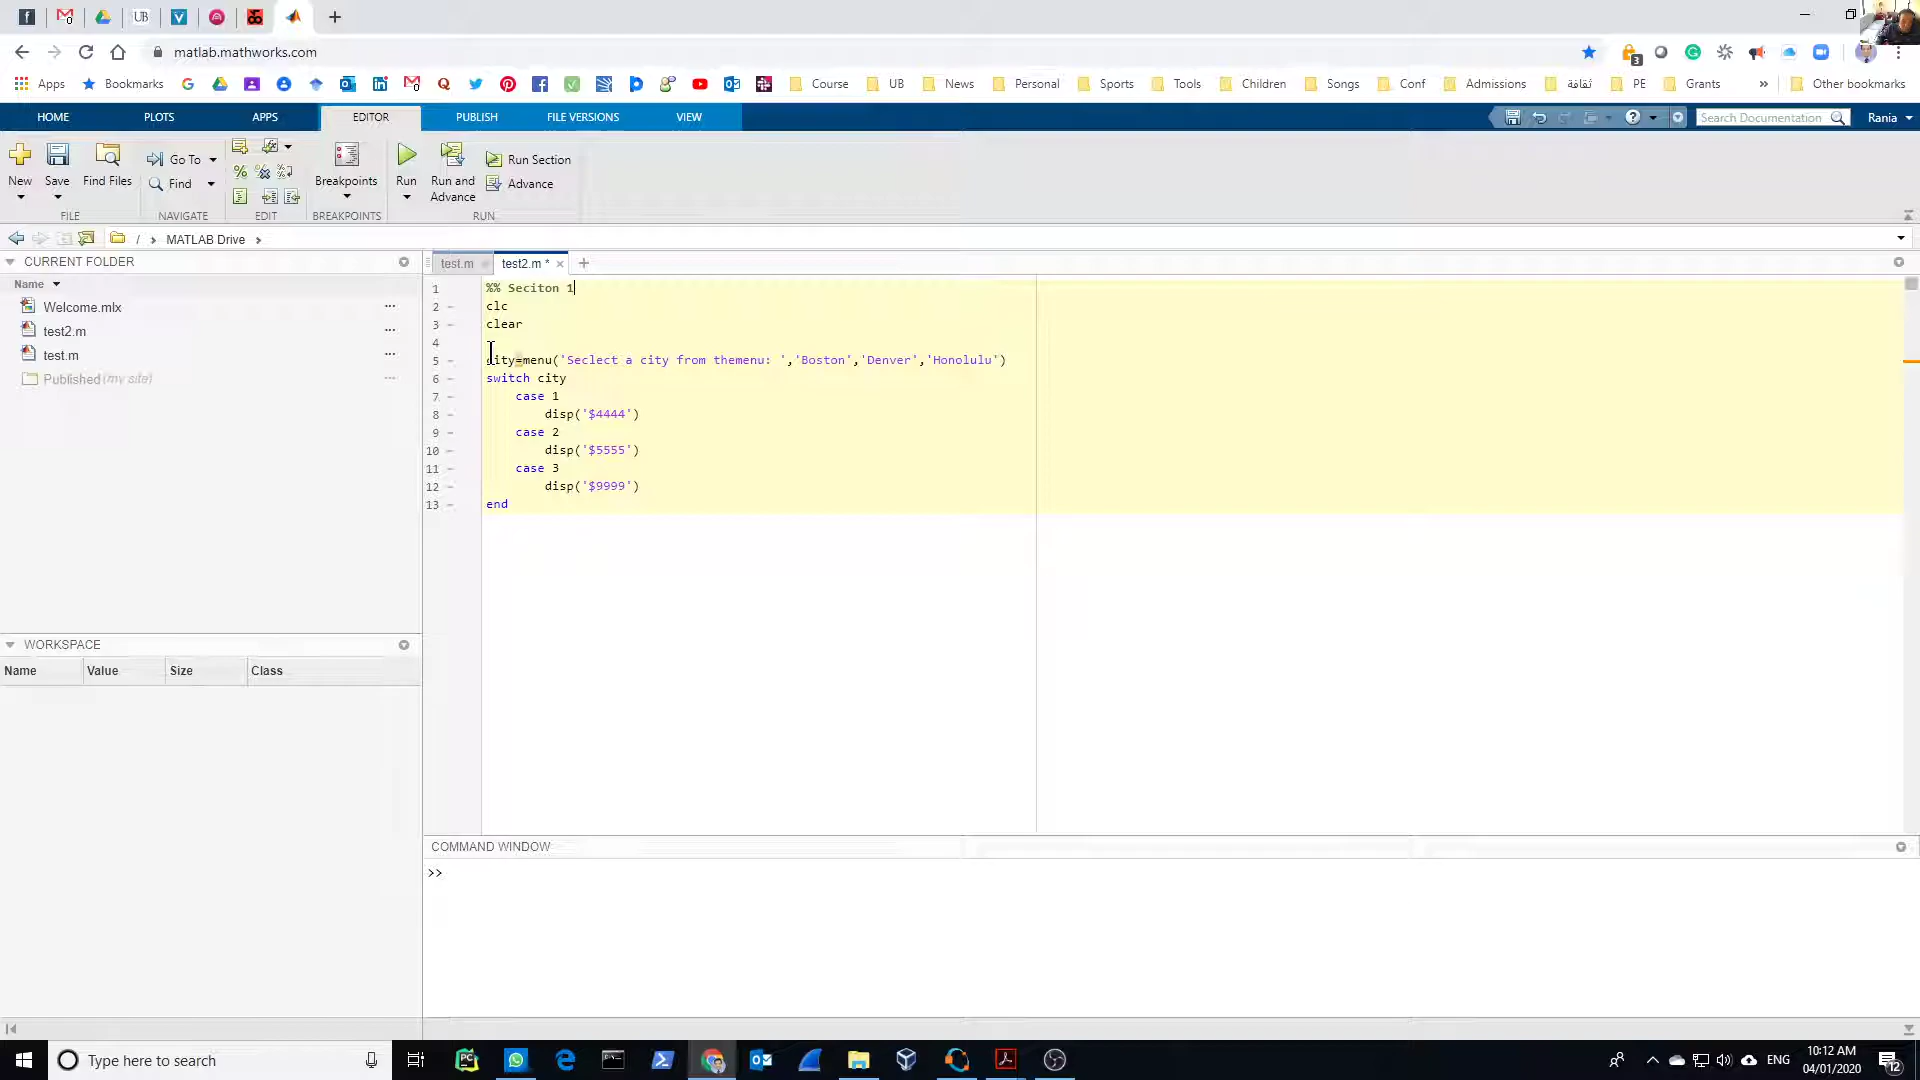 UB
matlab.mathworks.com
3
Apps Bookmarks Course UB News Personal Sports Tools Children Songs Conf Admissions ثقافة PE Grants » Other bookmarks
HOME PLOTS APPS EDITOR PUBLISH FILE VERSIONS VIEW Search Documentation Rania
New Save Find Files Go To Find Breakpoints Run Run and Advance Run Section Advance
FILE NAVIGATE EDIT BREAKPOINTS RUN
/ › MATLAB Drive ›
CURRENT FOLDER
Name
Welcome.mlx ...
test2.m ...
test.m ...
Published (my site) ...
WORKSPACE
Name Value Size Class
test.m test2.m *
1 %% Seciton 1
2 - clc
3 - clear
4
5 - city=menu('Seclect a city from themenu: ','Boston','Denver','Honolulu')
6 - switch city
7 - case 1
8 - disp('$4444')
9 - case 2
10 - disp('$5555')
11 - case 3
12 - disp('$9999')
13 - end
COMMAND WINDOW
>>
Type here to search
ENG
10:12 AM
04/01/2020
12